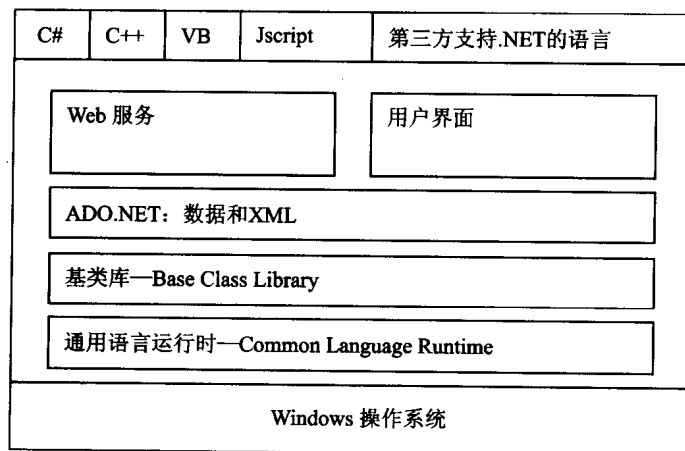 C# C++ VB Jscript 第三方支持.NET的语言
Web 服务 用户界面
ADO.NET：数据和XML
基类库—Base Class Library
通用语言运行时—Common Language Runtime
Windows 操作系统